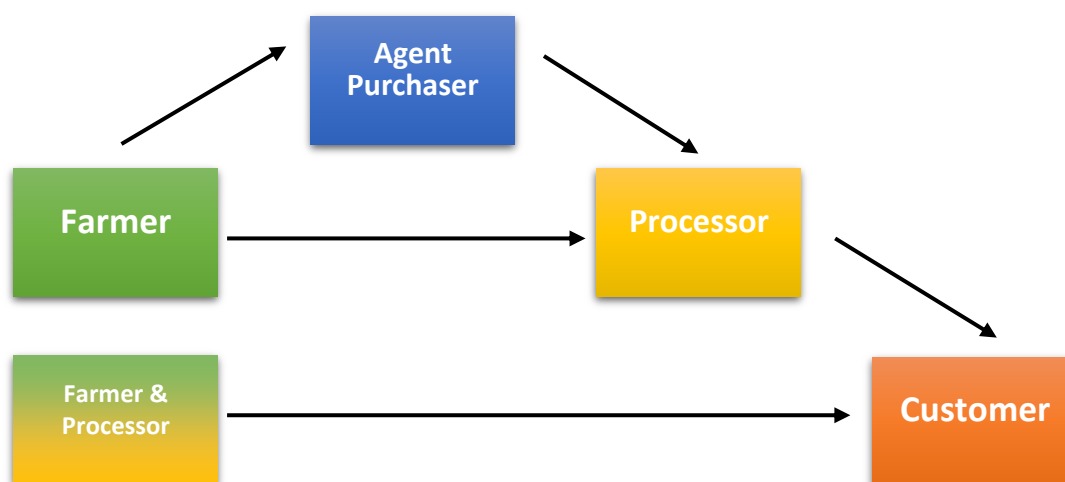 Agent
Purchaser
Farmer
Processor
Farmer &
Processor
Customer